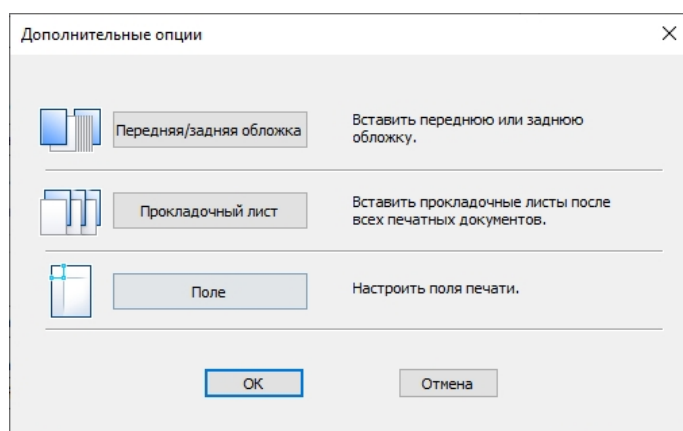 Дополнительные опции
Передняя/задняя обложка
Вставить переднюю или заднюю
обложку.
Прокладочный лист
Вставить прокладочные листы после
всех печатных документов.
Поле
Настроить поля печати.
OK
Отмена